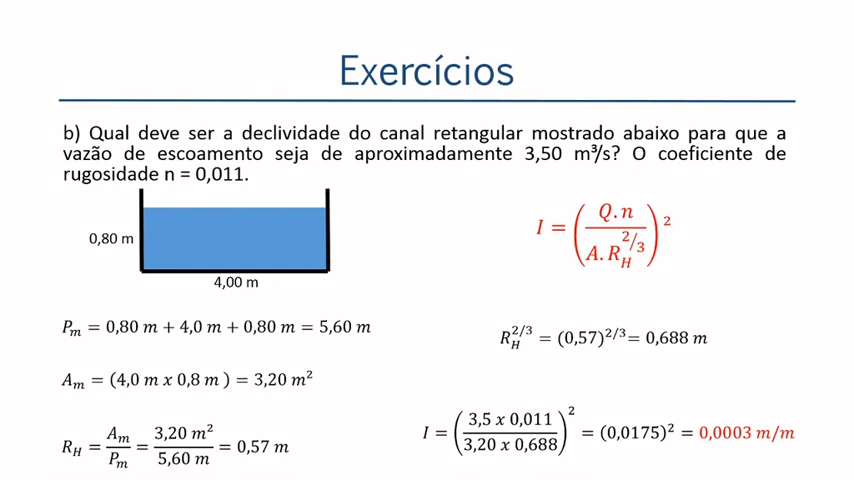 Exercícios
b) Qual deve ser a declividade do canal retangular mostrado abaixo para que a
vazão de escoamento seja de aproximadamente 3,50 m³/s? O coeficiente de
rugosidade n = 0,011.
0,80 m
4,00 m
I = (Q.n / A.R_H^2/3)^2
P_m = 0,80 m + 4,0 m + 0,80 m = 5,60 m
R_H^2/3 = (0,57)^2/3 = 0,688 m
A_m = (4,0 m x 0,8 m ) = 3,20 m²
R_H = A_m / P_m = 3,20 m² / 5,60 m = 0,57 m
I = (3,5 x 0,011 / 3,20 x 0,688)^2 = (0,0175)² = 0,0003 m/m